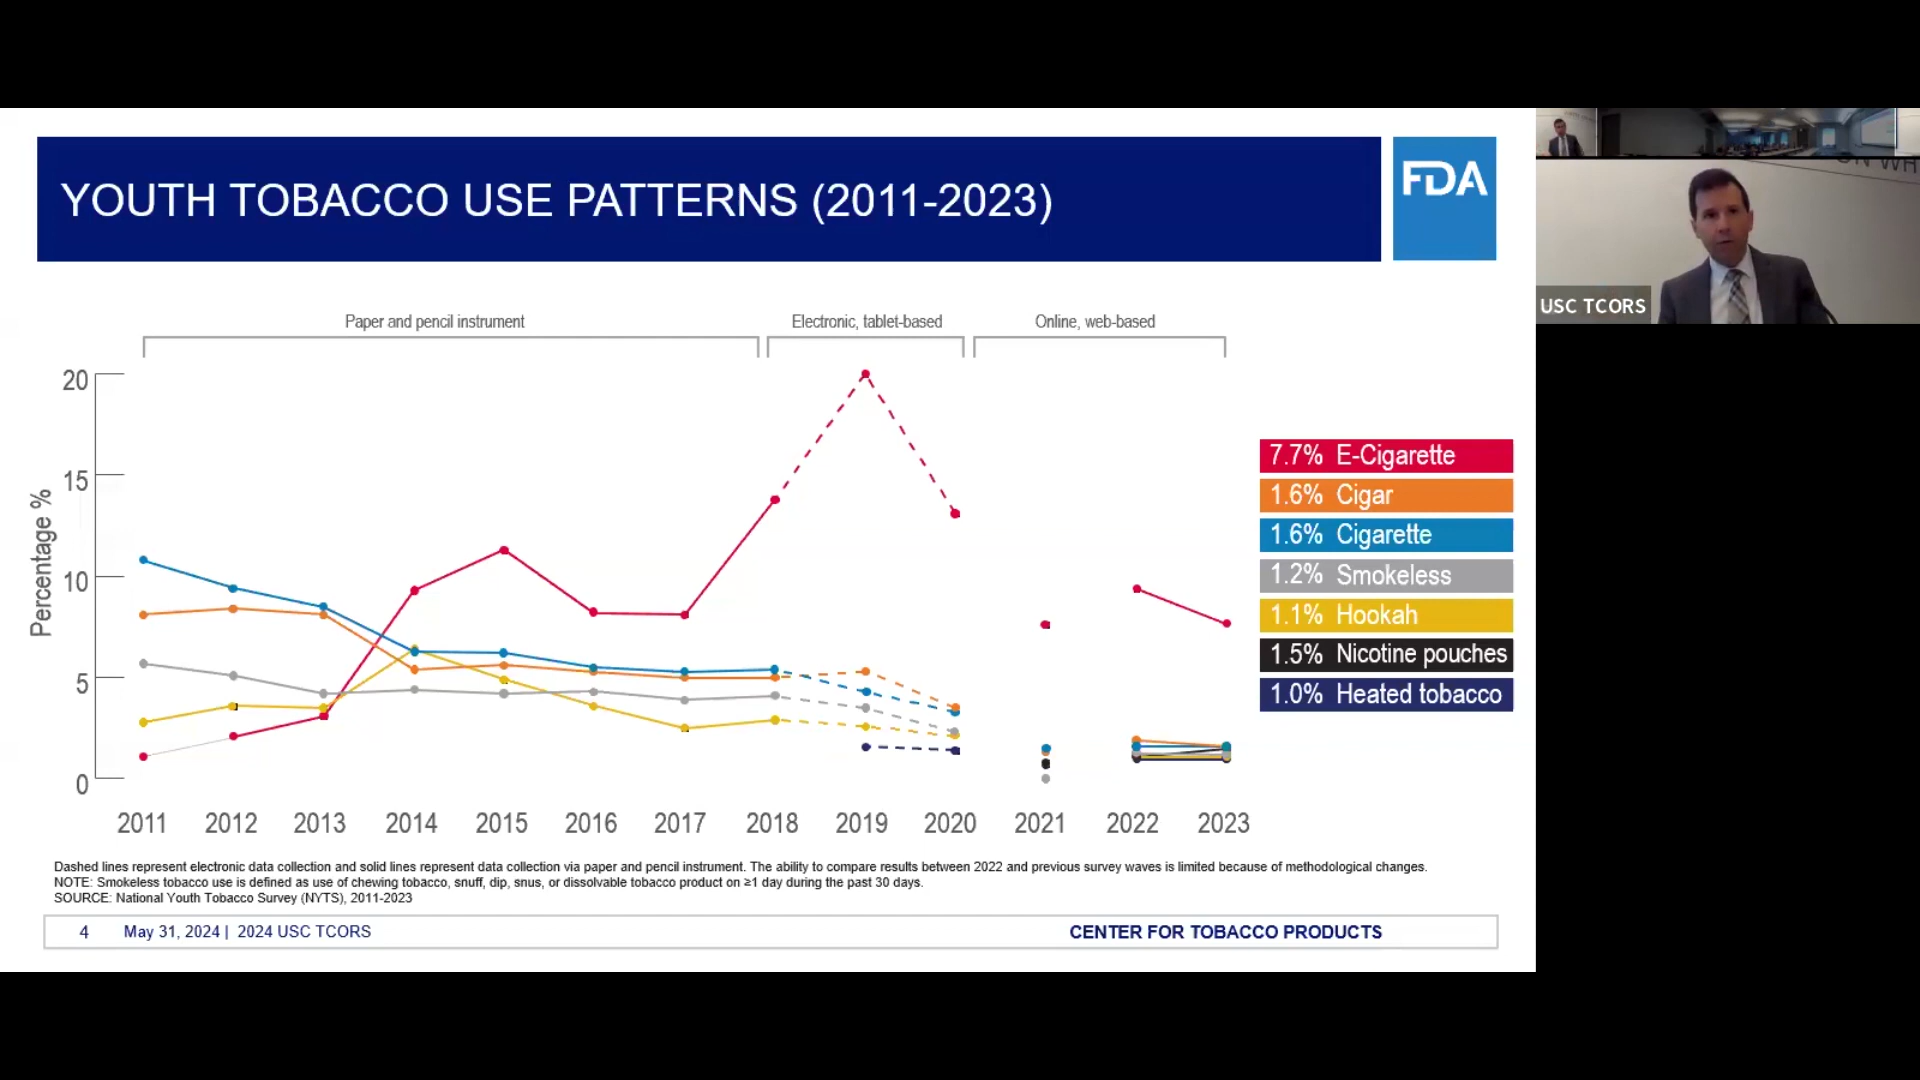 YOUTH TOBACCO USE PATTERNS (2011-2023)
FDA
ON WH
USC TCORS
Paper and pencil instrument
Electronic, tablet-based
Online, web-based
Percentage %
20
15
10
5
0
7.7% E-Cigarette
1.6% Cigar
1.6% Cigarette
1.2% Smokeless
1.1% Hookah
1.5% Nicotine pouches
1.0% Heated tobacco
2011 2012 2013 2014 2015 2016 2017 2018 2019 2020 2021 2022 2023
Dashed lines represent electronic data collection and solid lines represent data collection via paper and pencil instrument. The ability to compare results between 2022 and previous survey waves is limited because of methodological changes.
NOTE: Smokeless tobacco use is defined as use of chewing tobacco, snuff, dip, snus, or dissolvable tobacco product on ≥1 day during the past 30 days.
SOURCE: National Youth Tobacco Survey (NYTS), 2011-2023
4 May 31, 2024 | 2024 USC TCORS CENTER FOR TOBACCO PRODUCTS